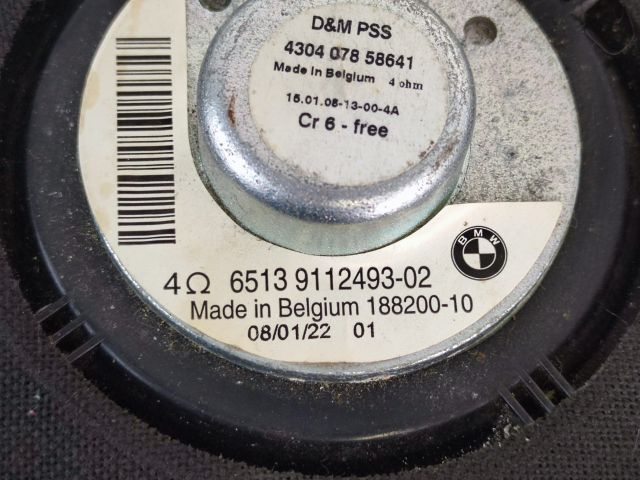 D&M PSS
4304 078 58641
Made in Belgium 4 ohm
15.01.08-13-00-4A
Cr 6 - free
BMW
4Ω 6513 9112493-02
Made in Belgium 188200-10
08/01/22 01